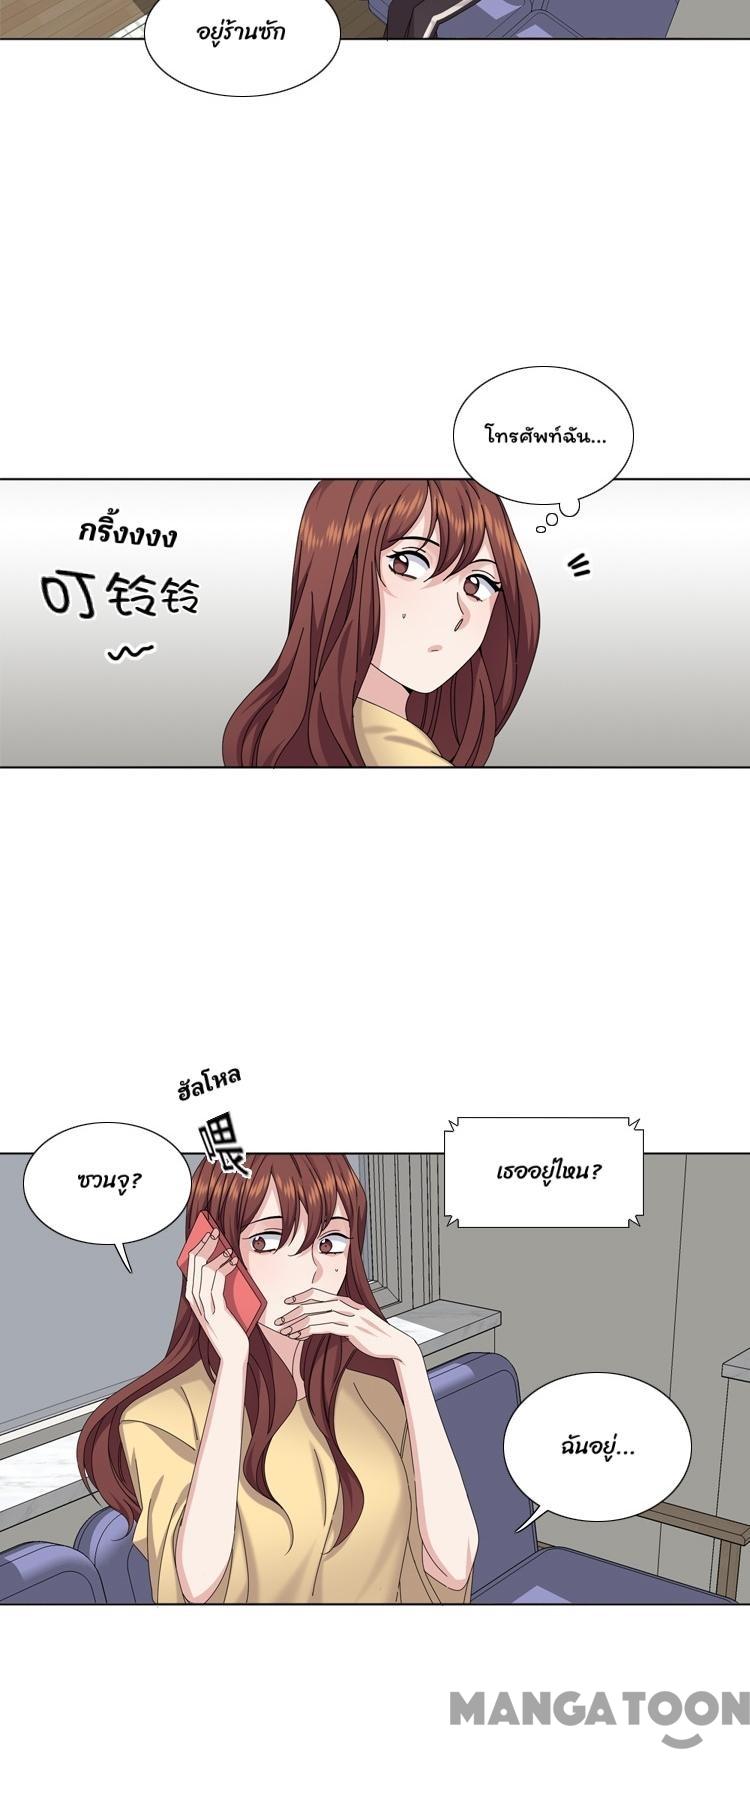 อยู่ร้านซัก
โทรศัพท์ฉัน...
กริ้งงงง
叮铃铃
ฮัลโหล
喂
ซวนจู?
เธออยู่ไหน?
ฉันอยู่...
MANGATOON